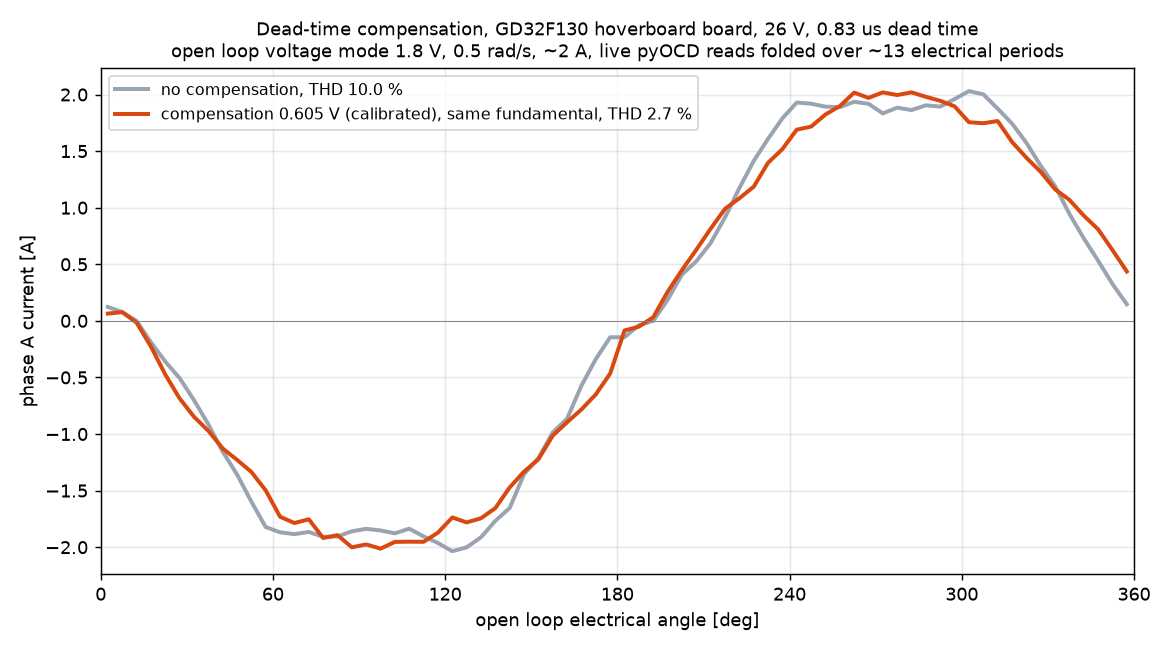 Dead-time compensation, GD32F130 hoverboard board, 26 V, 0.83 us dead time
open loop voltage mode 1.8 V, 0.5 rad/s, ~2 A, live pyOCD reads folded over ~13 electrical periods
no compensation, THD 10.0 %
compensation 0.605 V (calibrated), same fundamental, THD 2.7 %
phase A current [A]
2.0
1.5
1.0
0.5
0.0
−0.5
−1.0
−1.5
−2.0
0 60 120 180 240 300 360
open loop electrical angle [deg]